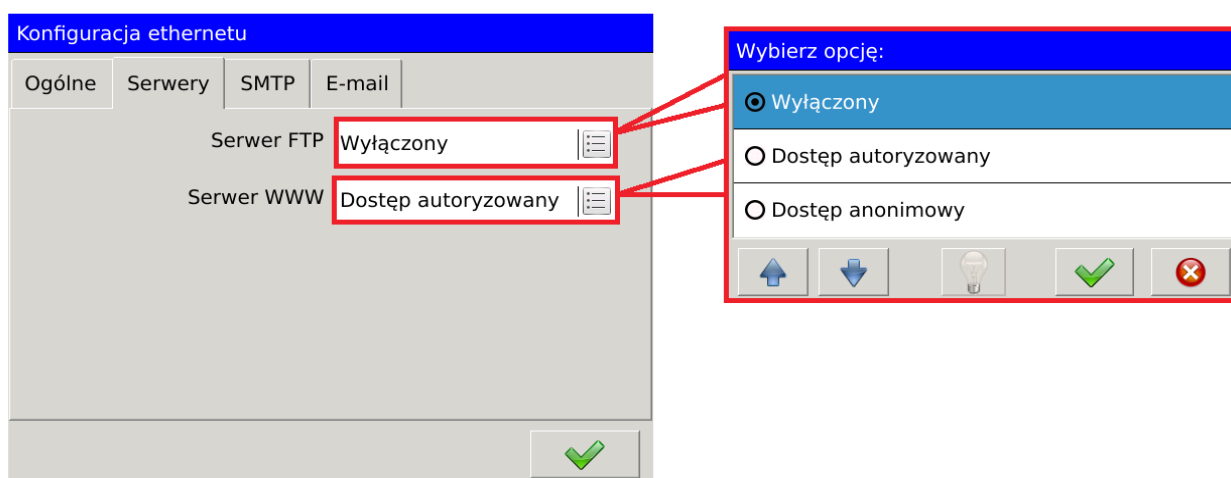 Konfiguracja ethernetu
Ogólne Serwery SMTP E-mail
Serwer FTP Wyłączony
Serwer WWW Dostęp autoryzowany
Wybierz opcję:
Wyłączony
Dostęp autoryzowany
Dostęp anonimowy